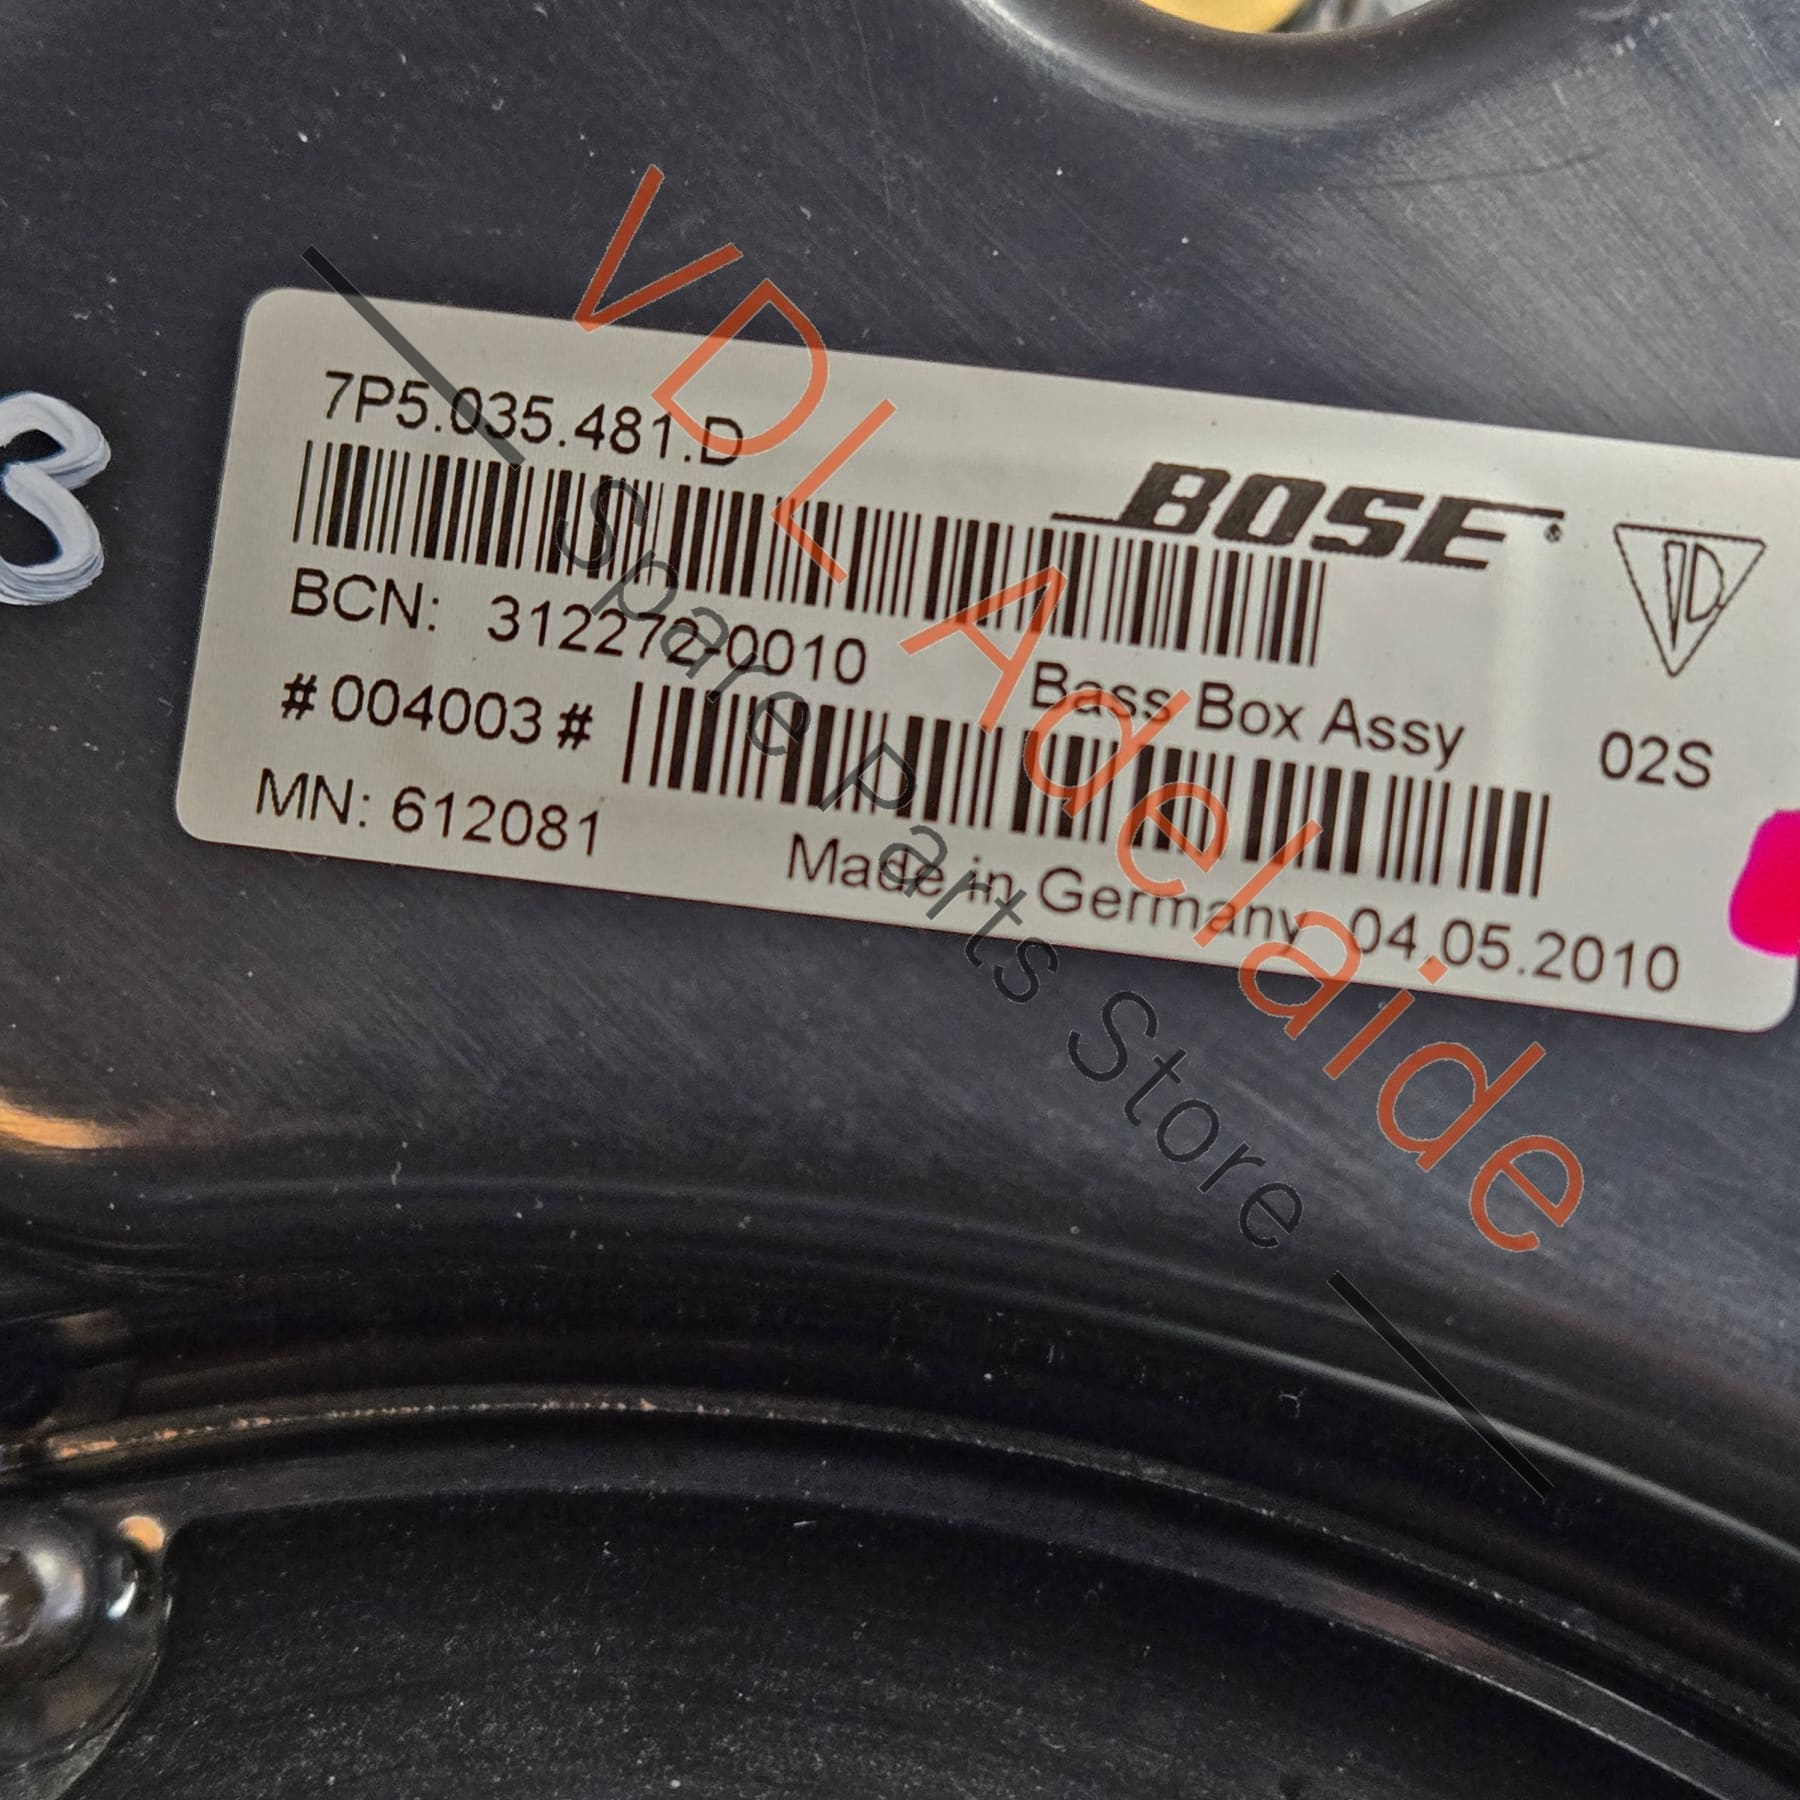 3
7P5.035.481.D
BOSE®
BCN: 312272-0010
Bass Box Assy
02S
#004003#
MN: 612081
Made in Germany 04.05.2010
VDL Adelaide
Spare Parts Store